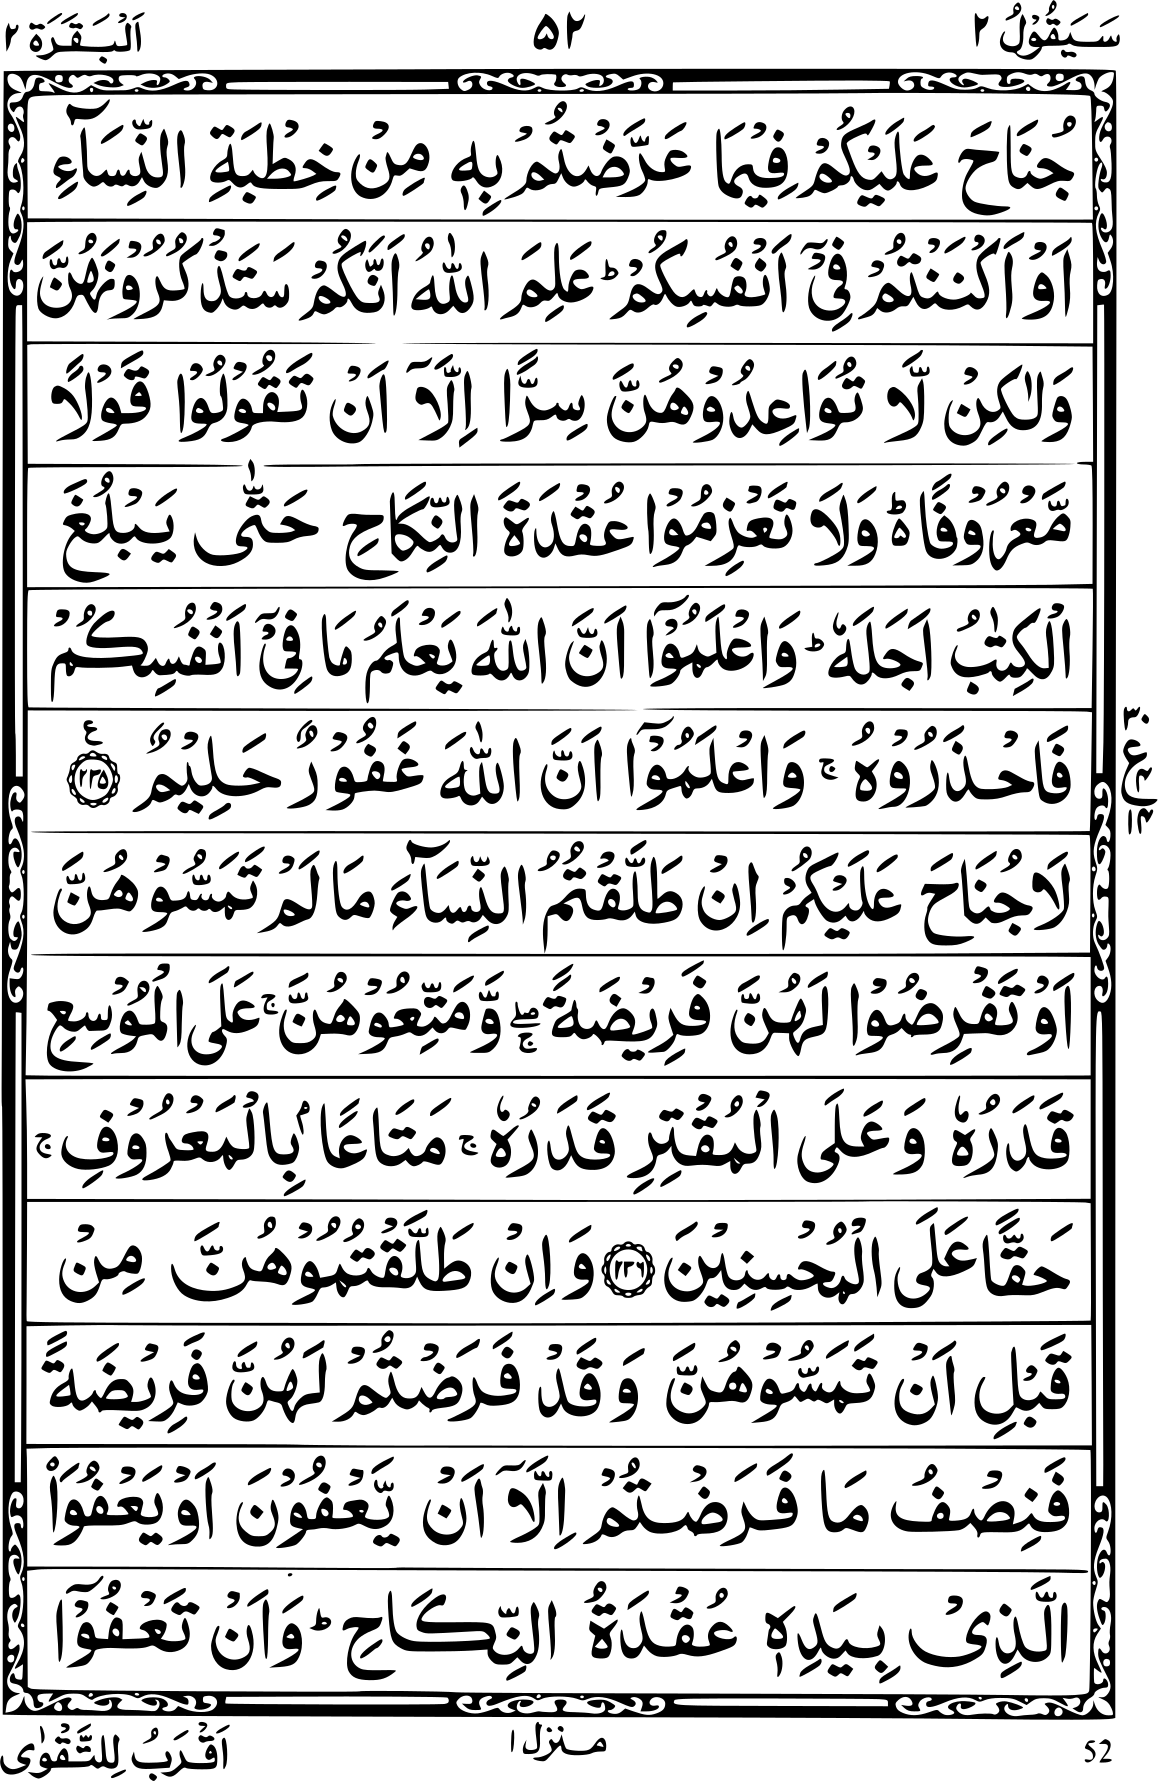 سَيَقُوْلُ ٢
٥٢
اَلْبَقَرَة ٢
جُنَاحَ عَلَيْكُمْ فِيْمَا عَرَّضْتُمْ بِهٖ مِنْ خِطْبَةِ النِّسَآءِ
اَوْ اَكْنَنْتُمْ فِيْٓ اَنْفُسِكُمْ ؕ عَلِمَ اللّٰهُ اَنَّكُمْ سَتَذْكُرُوْنَهُنَّ
وَلٰكِنْ لَّا تُوَاعِدُوْهُنَّ سِرًّا اِلَّآ اَنْ تَقُوْلُوْا قَوْلًا
مَّعْرُوْفًا ۬ؕ وَلَا تَعْزِمُوْا عُقْدَةَ النِّكَاحِ حَتّٰى يَبْلُغَ
الْكِتٰبُ اَجَلَهٗ ؕ وَاعْلَمُوْٓا اَنَّ اللّٰهَ يَعْلَمُ مَا فِيْٓ اَنْفُسِكُمْ
فَاحْذَرُوْهُ ۚ وَاعْلَمُوْٓا اَنَّ اللّٰهَ غَفُوْرٌ حَلِيْمٌ ۧ ﴿٢٣٥﴾
٣٠
ع
١٤
لَا جُنَاحَ عَلَيْكُمْ اِنْ طَلَّقْتُمُ النِّسَآءَ مَا لَمْ تَمَسُّوْهُنَّ
اَوْ تَفْرِضُوْا لَهُنَّ فَرِيْضَةً ۖۚ وَّمَتِّعُوْهُنَّ ۚ عَلَى الْمُوْسِعِ
قَدَرُهٗ وَعَلَى الْمُقْتِرِ قَدَرُهٗ ۚ مَتَاعًا ۢبِالْمَعْرُوْفِ ۚ
حَقًّا عَلَى الْمُحْسِنِيْنَ ﴿٢٣٦﴾ وَاِنْ طَلَّقْتُمُوْهُنَّ مِنْ
قَبْلِ اَنْ تَمَسُّوْهُنَّ وَقَدْ فَرَضْتُمْ لَهُنَّ فَرِيْضَةً
فَنِصْفُ مَا فَرَضْتُمْ اِلَّآ اَنْ يَّعْفُوْنَ اَوْ يَعْفُوَا۟
الَّذِيْ بِيَدِهٖ عُقْدَةُ النِّكَاحِ ؕ وَاَنْ تَعْفُوْٓا
اَقْرَبُ لِلتَّقْوٰى
منزل ١
52